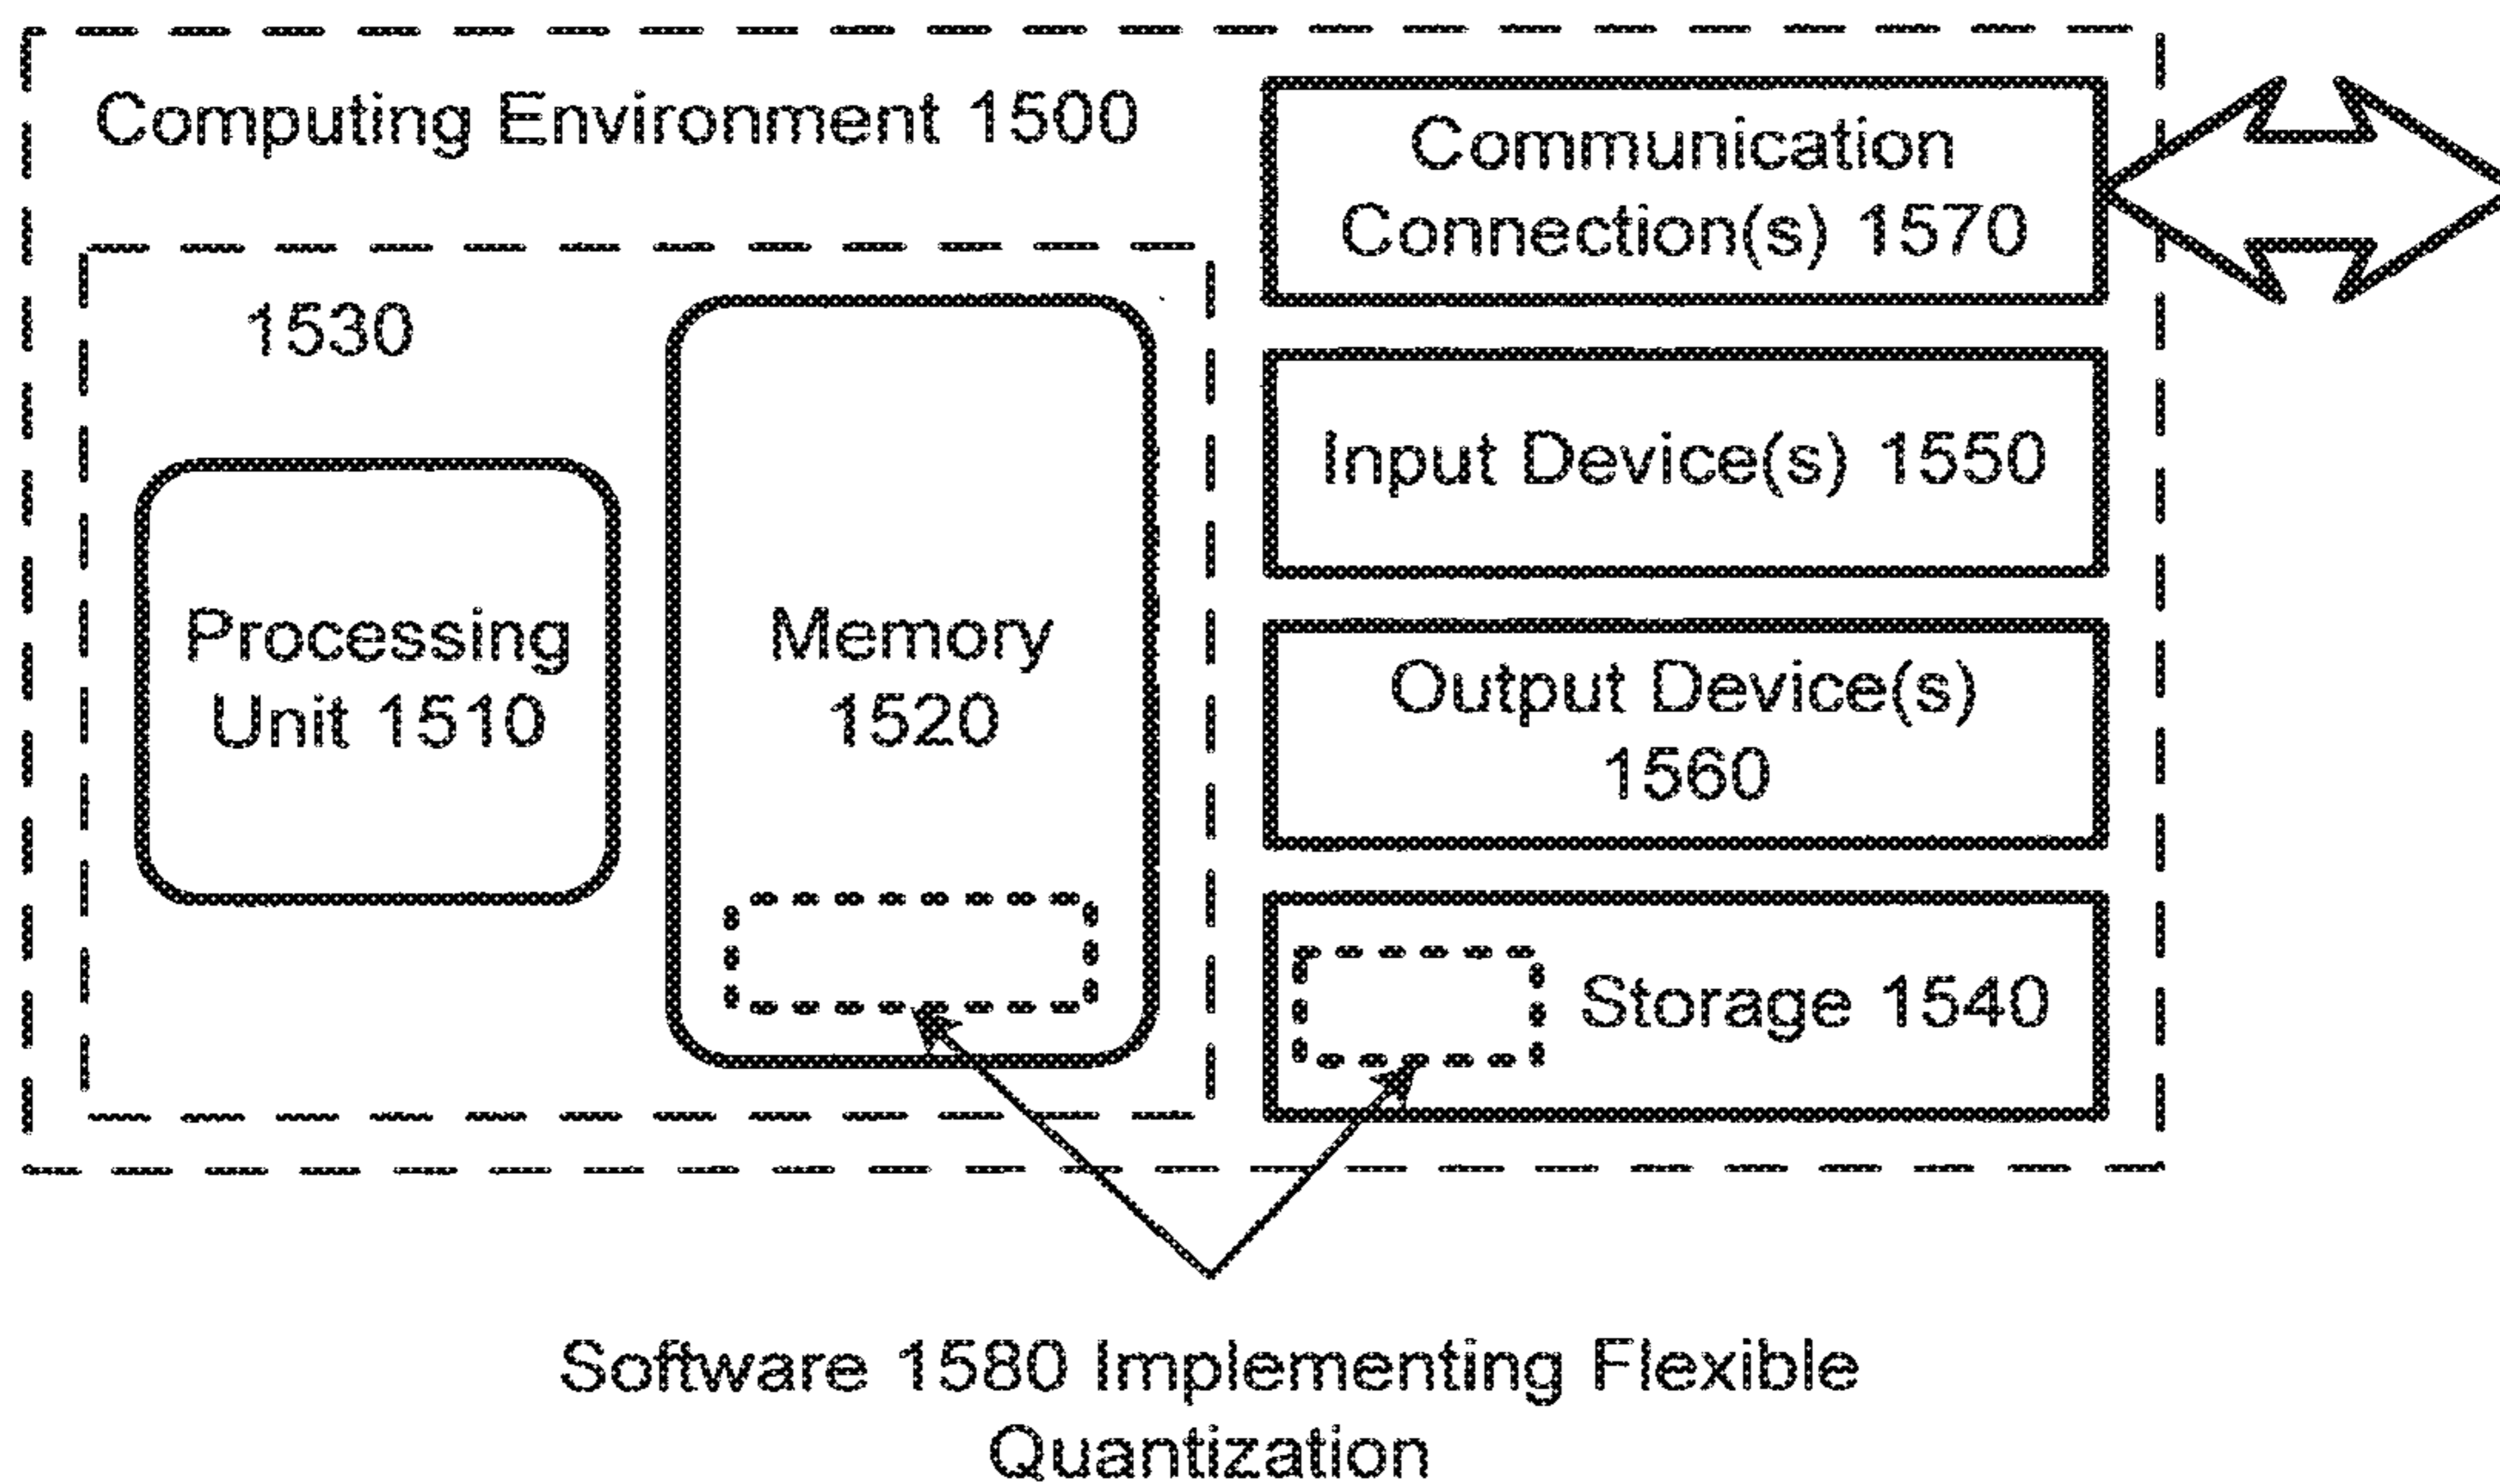 Computing Environment 1500
Communication
Connection(s) 1570
1530
Input Device(s) 1550
Processing
Unit 1510
Memory
1520
Output Device(s)
1560
Storage 1540
Software 1580 Implementing Flexible
Quantization